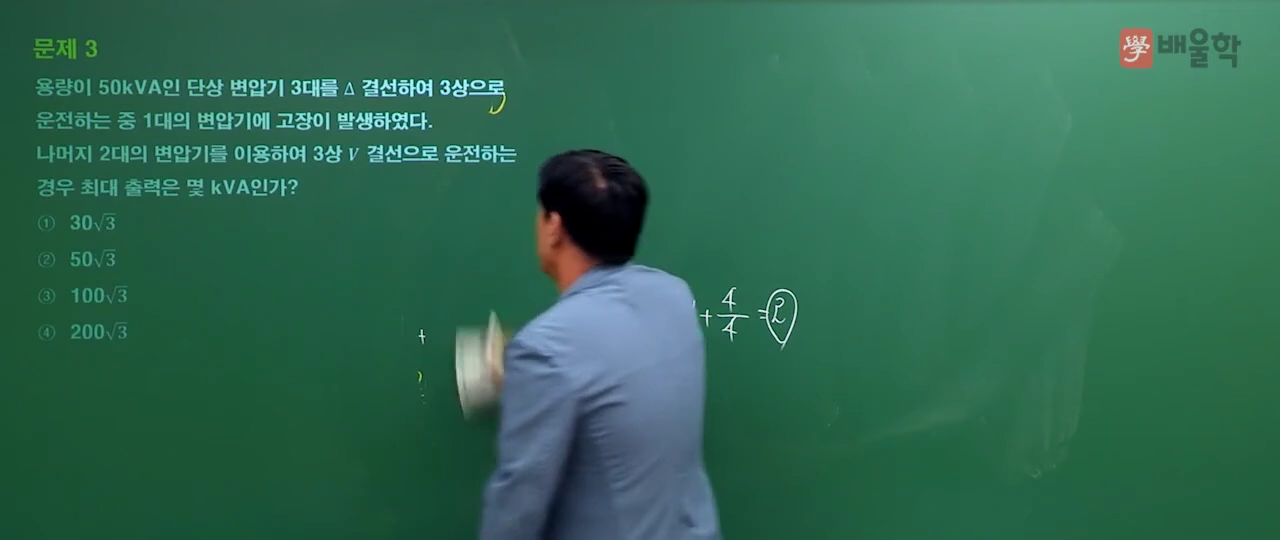 學배울학
문제 3
용량이 50kVA인 단상 변압기 3대를 Δ 결선하여 3상으로
운전하는 중 1대의 변압기에 고장이 발생하였다.
나머지 2대의 변압기를 이용하여 3상 V 결선으로 운전하는
경우 최대 출력은 몇 kVA인가?
① 30√3
② 50√3
③ 100√3
④ 200√3
+ 4/4 = 2
+